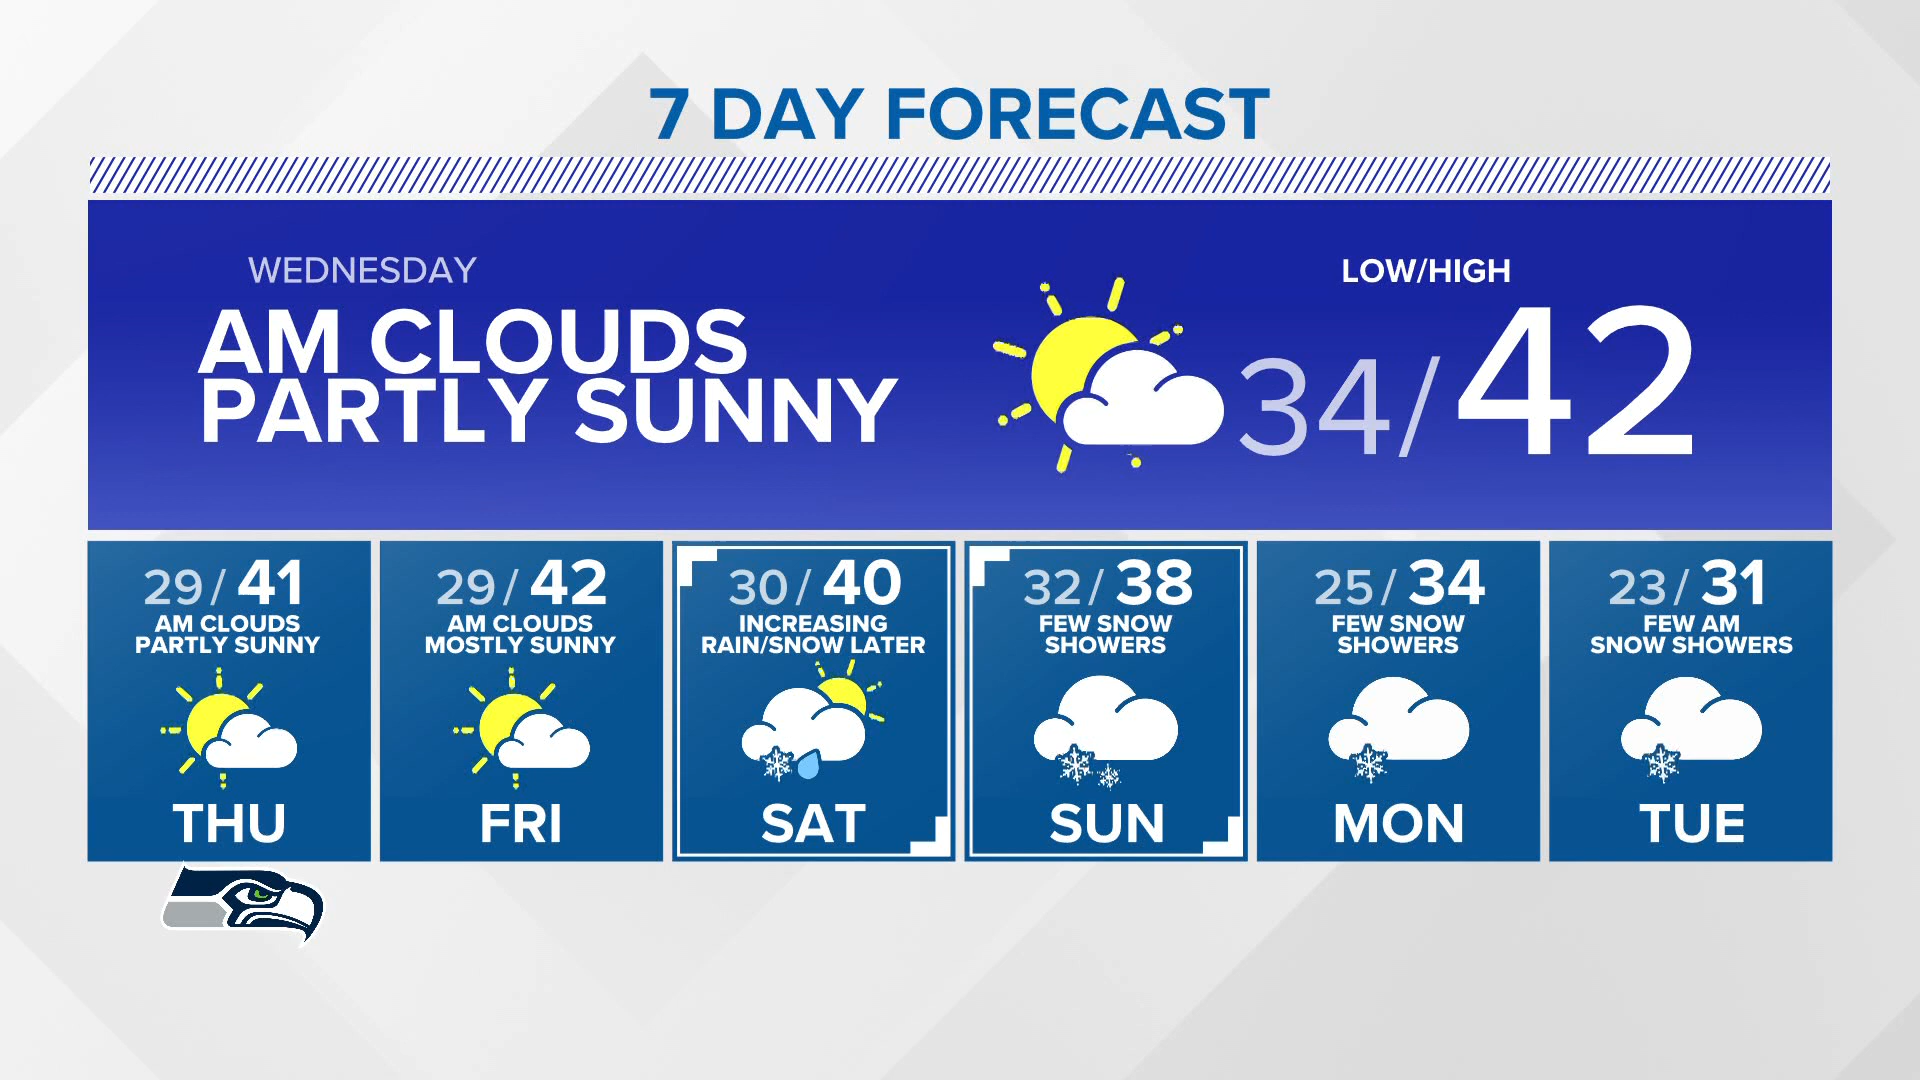 7 DAY FORECAST
WEDNESDAY
AM CLOUDS
PARTLY SUNNY
LOW/HIGH
34/42
29/41
AM CLOUDS
PARTLY SUNNY
THU
29/42
AM CLOUDS
MOSTLY SUNNY
FRI
30/40
INCREASING
RAIN/SNOW LATER
SAT
32/38
FEW SNOW
SHOWERS
SUN
25/34
FEW SNOW
SHOWERS
MON
23/31
FEW AM
SNOW SHOWERS
TUE